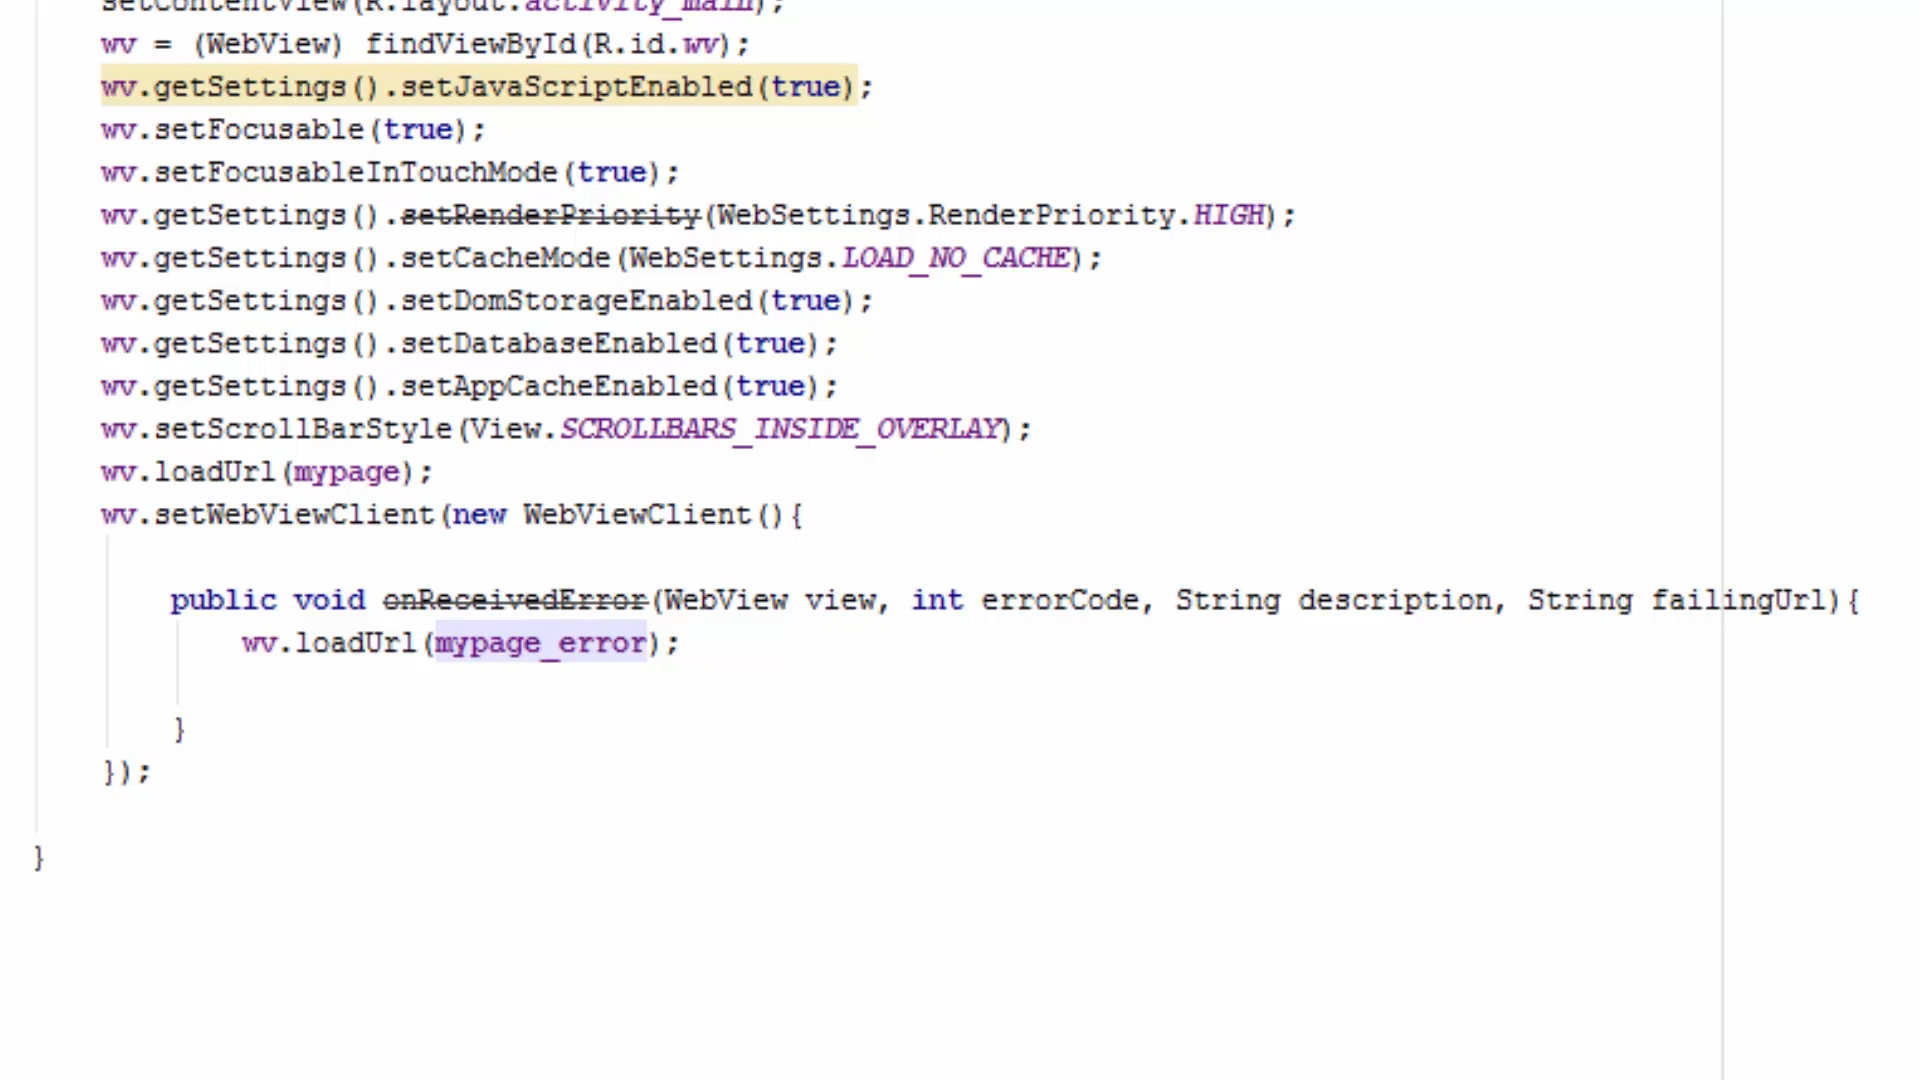 setContentView(R.layout.activity_main);
wv = (WebView) findViewById(R.id.wv);
wv.getSettings().setJavaScriptEnabled(true);
wv.setFocusable(true);
wv.setFocusableInTouchMode(true);
wv.getSettings().setRenderPriority(WebSettings.RenderPriority.HIGH);
wv.getSettings().setCacheMode(WebSettings.LOAD_NO_CACHE);
wv.getSettings().setDomStorageEnabled(true);
wv.getSettings().setDatabaseEnabled(true);
wv.getSettings().setAppCacheEnabled(true);
wv.setScrollBarStyle(View.SCROLLBARS_INSIDE_OVERLAY);
wv.loadUrl(mypage);
wv.setWebViewClient(new WebViewClient(){
public void onReceivedError(WebView view, int errorCode, String description, String failingUrl){
wv.loadUrl(mypage_error);
}
});
}